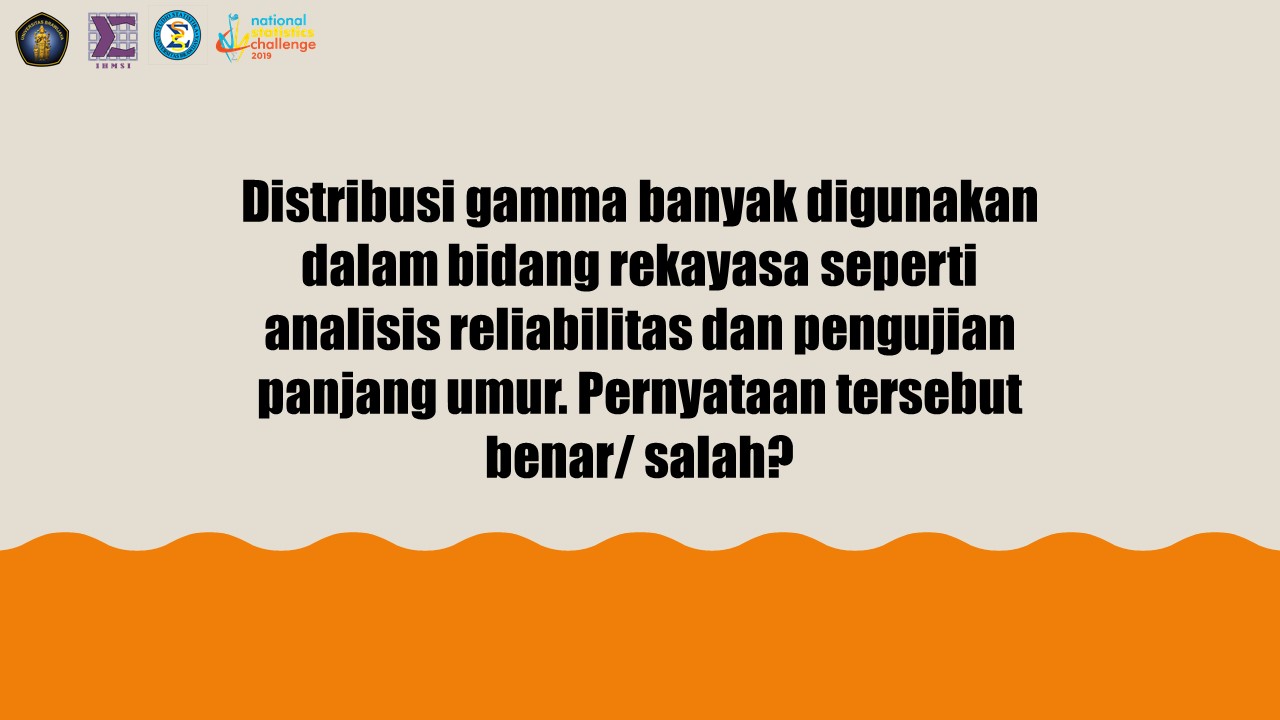 national
statistics
challenge
2019
IHMSI
Distribusi gamma banyak digunakan
dalam bidang rekayasa seperti
analisis reliabilitas dan pengujian
panjang umur. Pernyataan tersebut
benar/ salah?